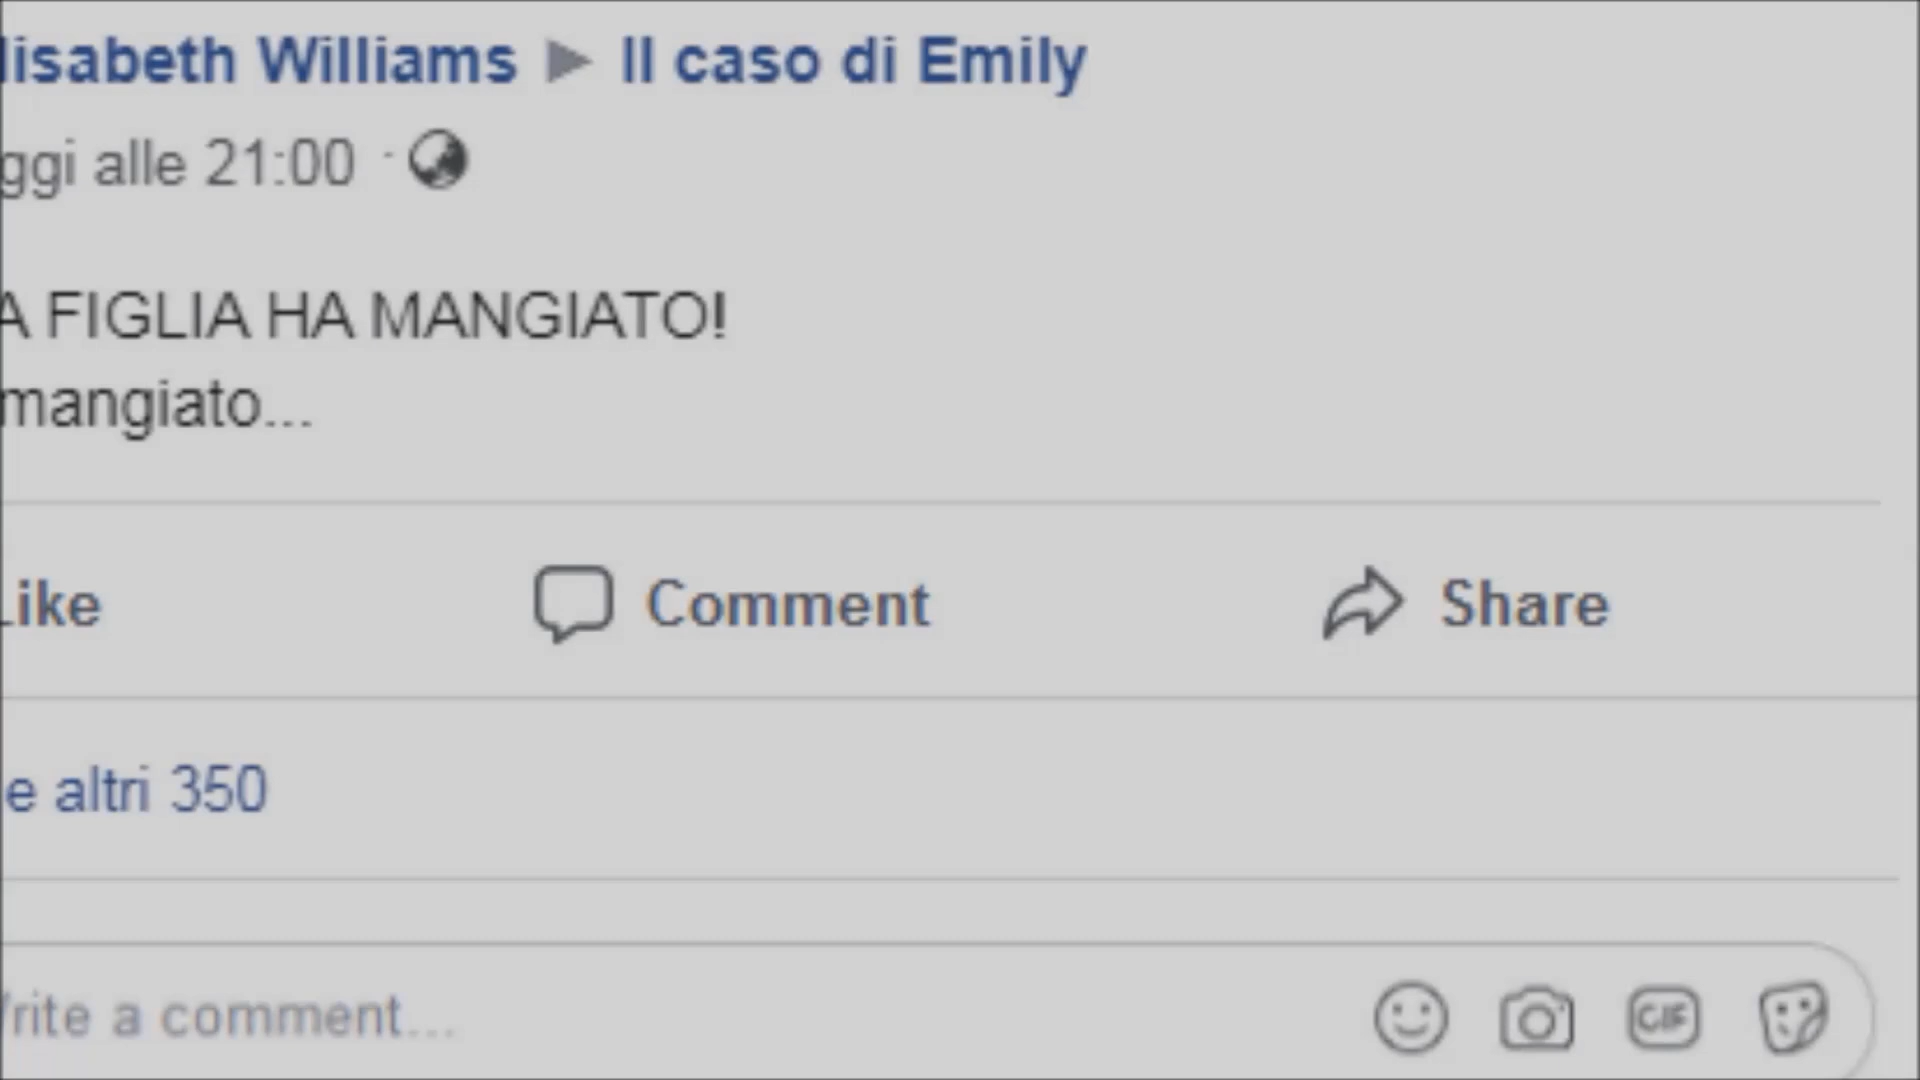 lisabeth Williams ▶ Il caso di Emily
ggi alle 21:00
A FIGLIA HA MANGIATO!
mangiato...
Like
Comment
Share
e altri 350
rite a comment...
GIF